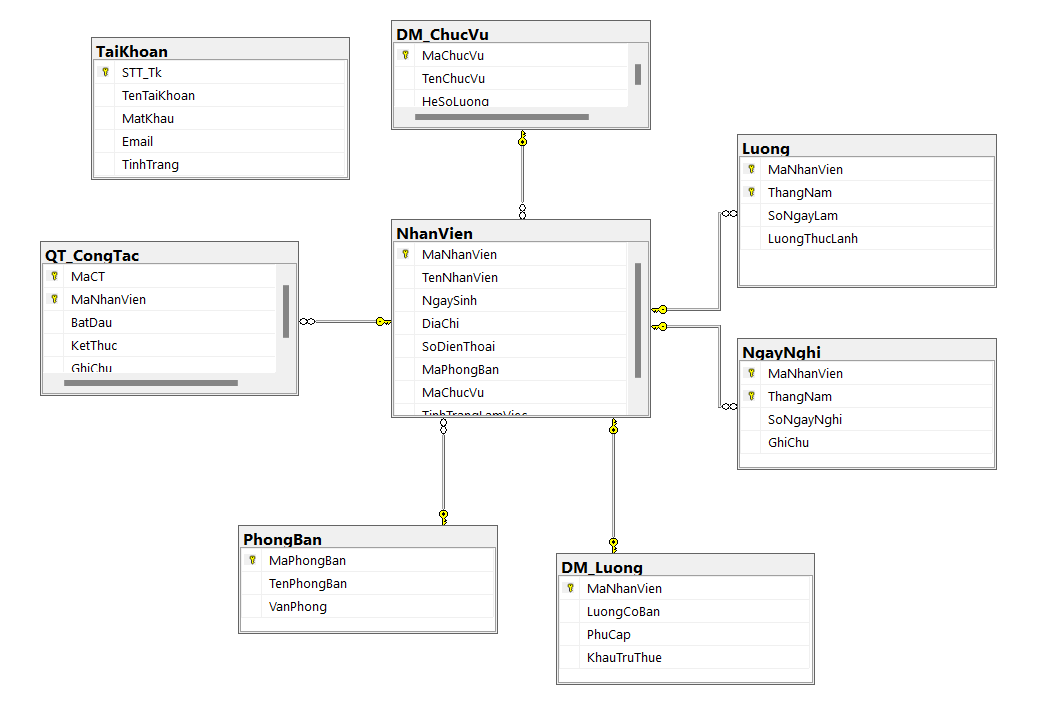 TaiKhoan
STT_Tk
TenTaiKhoan
MatKhau
Email
TinhTrang
DM_ChucVu
MaChucVu
TenChucVu
HeSoLuong
Luong
MaNhanVien
ThangNam
SoNgayLam
LuongThucLanh
QT_CongTac
MaCT
MaNhanVien
BatDau
KetThuc
GhiChu
NhanVien
MaNhanVien
TenNhanVien
NgaySinh
DiaChi
SoDienThoai
MaPhongBan
MaChucVu
TinhTrangLamViec
NgayNghi
MaNhanVien
ThangNam
SoNgayNghi
GhiChu
PhongBan
MaPhongBan
TenPhongBan
VanPhong
DM_Luong
MaNhanVien
LuongCoBan
PhuCap
KhauTruThue